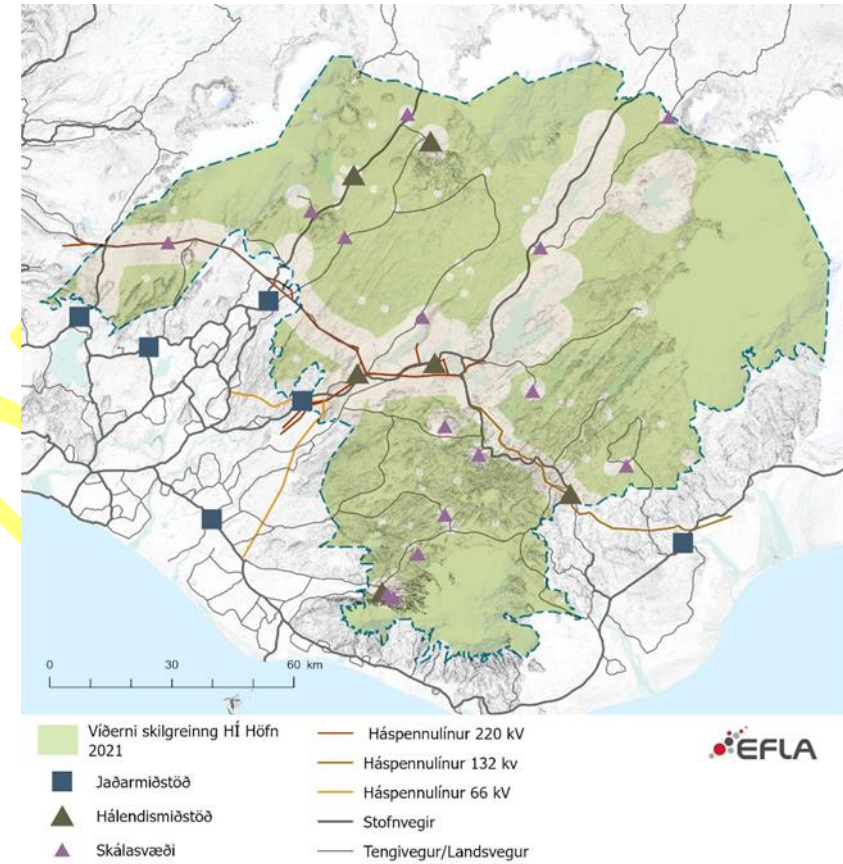 0 30 60 km
Víðerni skilgreinng HÍ Höfn
2021
Jaðarmiðstöð
Hálendismiðstöð
Skálasvæði
Háspennulínur 220 kV
Háspennulínur 132 kv
Háspennulínur 66 kV
Stofnvegir
Tengivegur/Landsvegur
EFLA